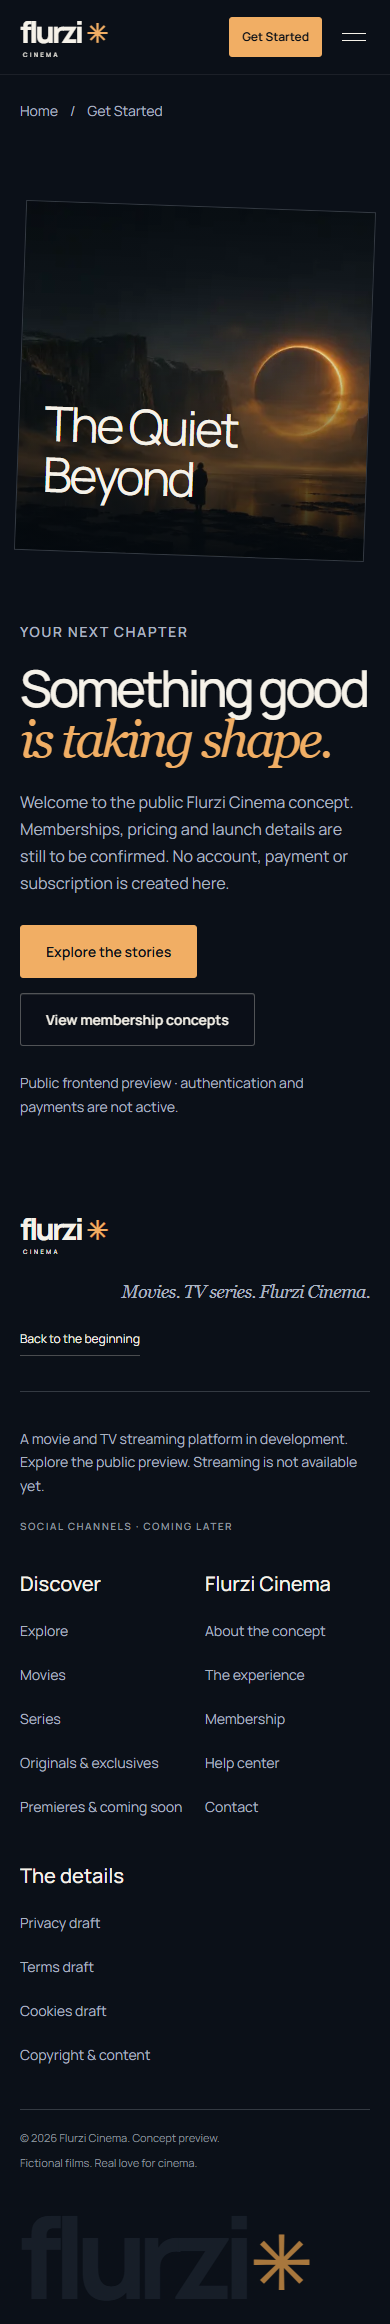 flurzi
CINEMA
Get Started
Home / Get Started
The Quiet
Beyond
YOUR NEXT CHAPTER
Something good
is taking shape.
Welcome to the public Flurzi Cinema concept.
Memberships, pricing and launch details are
still to be confirmed. No account, payment or
subscription is created here.
Explore the stories
View membership concepts
Public frontend preview · authentication and
payments are not active.
flurzi
CINEMA
Movies. TV series. Flurzi Cinema.
Back to the beginning
A movie and TV streaming platform in development.
Explore the public preview. Streaming is not available
yet.
SOCIAL CHANNELS · COMING LATER
Discover
Explore
Movies
Series
Originals & exclusives
Premieres & coming soon
Flurzi Cinema
About the concept
The experience
Membership
Help center
Contact
The details
Privacy draft
Terms draft
Cookies draft
Copyright & content
© 2026 Flurzi Cinema. Concept preview.
Fictional films. Real love for cinema.
flurzi